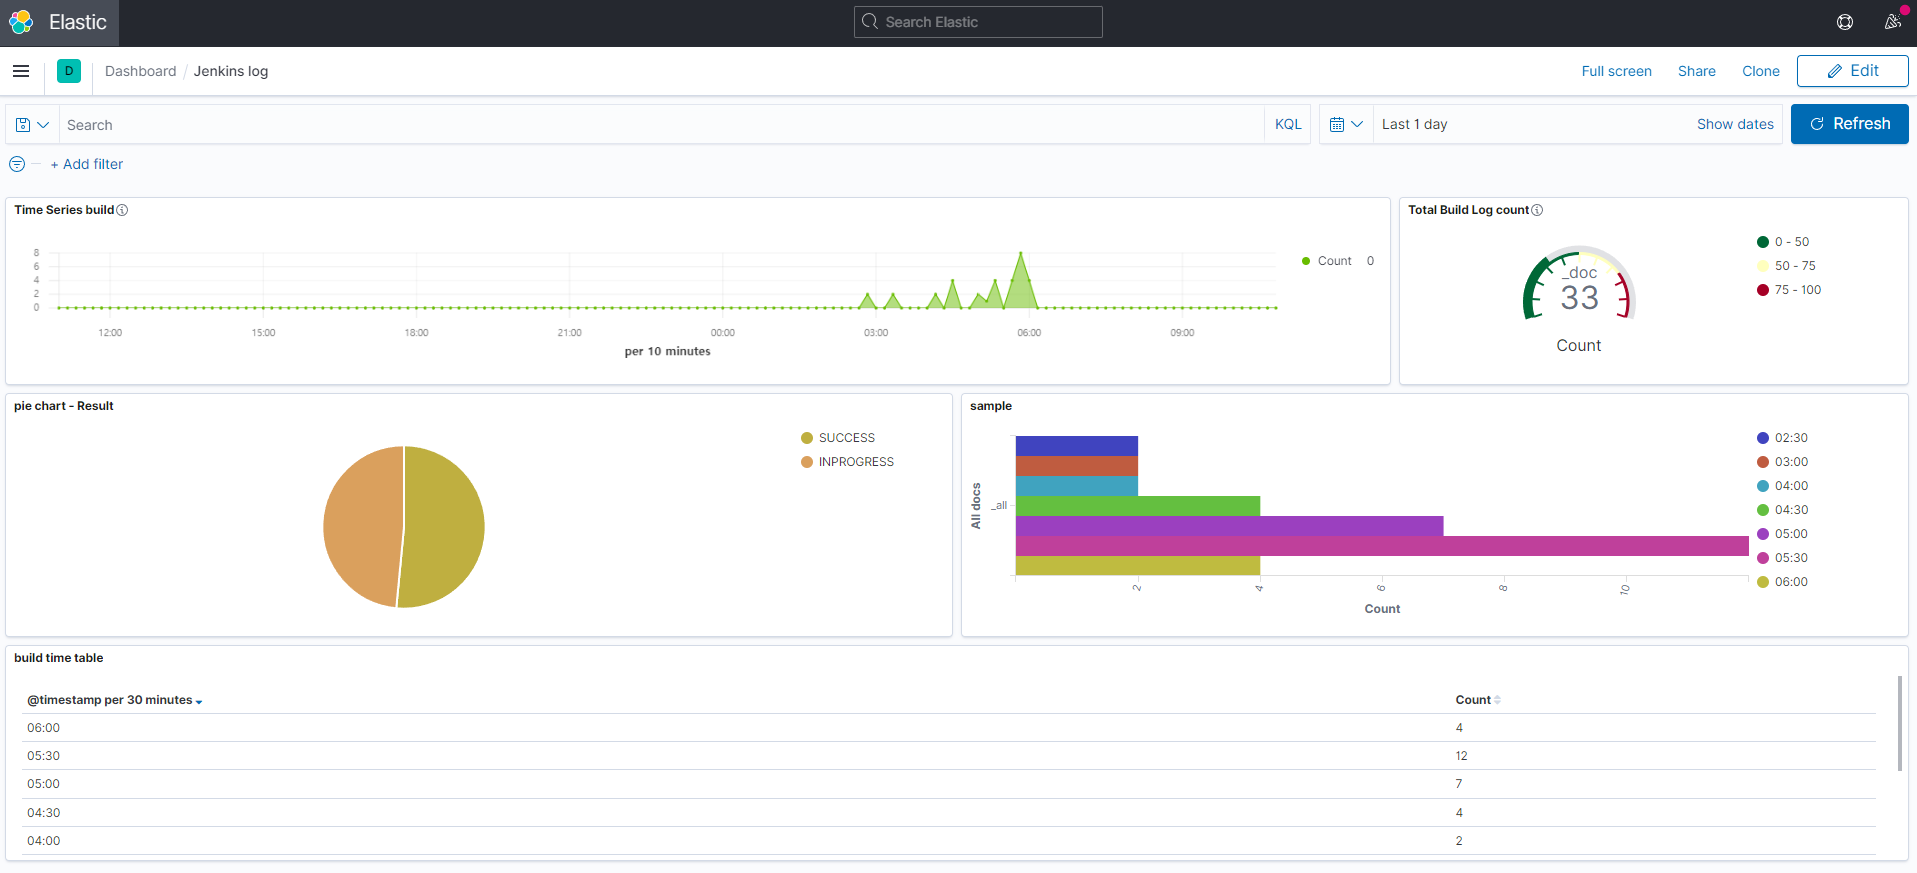 Elastic
Search Elastic
D
Dashboard / Jenkins log
Full screen Share Clone Edit
Search
KQL
Last 1 day
Show dates
Refresh
+ Add filter
Time Series build
8
6
4
2
0
12:00 15:00 18:00 21:00 00:00 03:00 06:00 09:00
per 10 minutes
Count 0
Total Build Log count
_doc
33
Count
0 - 50
50 - 75
75 - 100
pie chart - Result
SUCCESS
INPROGRESS
sample
All docs
_all
2 4 6 8 10
Count
02:30
03:00
04:00
04:30
05:00
05:30
06:00
build time table
@timestamp per 30 minutes Count
06:00 4
05:30 12
05:00 7
04:30 4
04:00 2